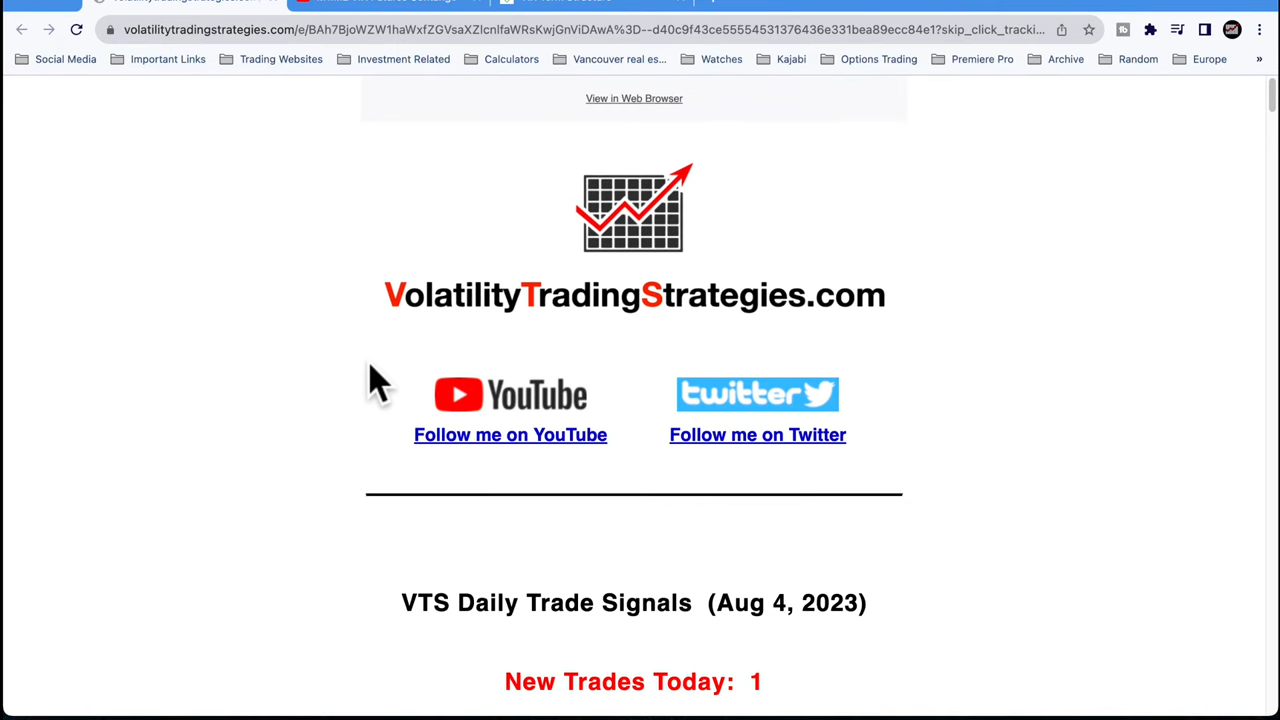 volatilitytradingstrategies.com/e/BAh7BjoWZW1haWxfZGVsaXZlcnlfaWRsKwjGnViDAwA%3D--d40c9f43ce55554531376436e331bea89ecc84e1?skip_click_tracki...
Social Media Important Links Trading Websites Investment Related Calculators Vancouver real es... Watches Kajabi Options Trading Premiere Pro Archive Random Europe »
View in Web Browser
VolatilityTradingStrategies.com
YouTube twitter
Follow me on YouTube Follow me on Twitter
VTS Daily Trade Signals (Aug 4, 2023)
New Trades Today: 1